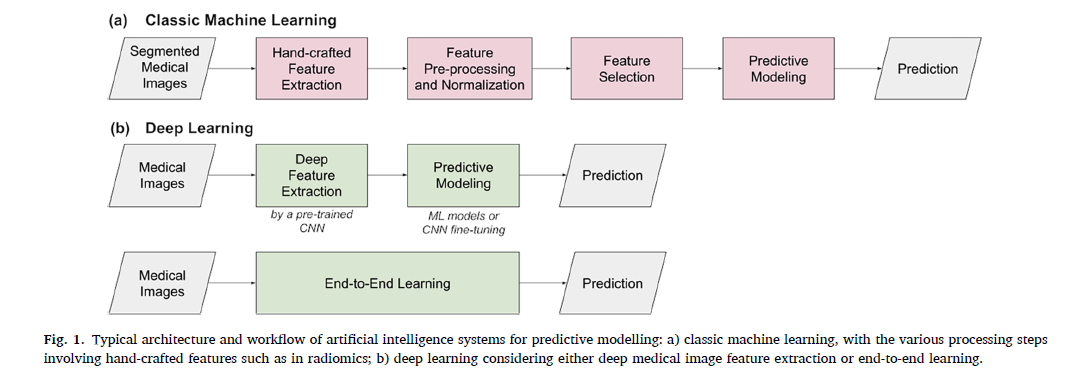 (a) Classic Machine Learning
Segmented
Medical
Images
Hand-crafted
Feature
Extraction
Feature
Pre-processing
and Normalization
Feature
Selection
Predictive
Modeling
Prediction
(b) Deep Learning
Medical
Images
Deep
Feature
Extraction
by a pre-trained
CNN
Predictive
Modeling
ML models or
CNN fine-tuning
Prediction
Medical
Images
End-to-End Learning
Prediction
Fig. 1. Typical architecture and workflow of artificial intelligence systems for predictive modelling: a) classic machine learning, with the various processing steps
involving hand-crafted features such as in radiomics; b) deep learning considering either deep medical image feature extraction or end-to-end learning.